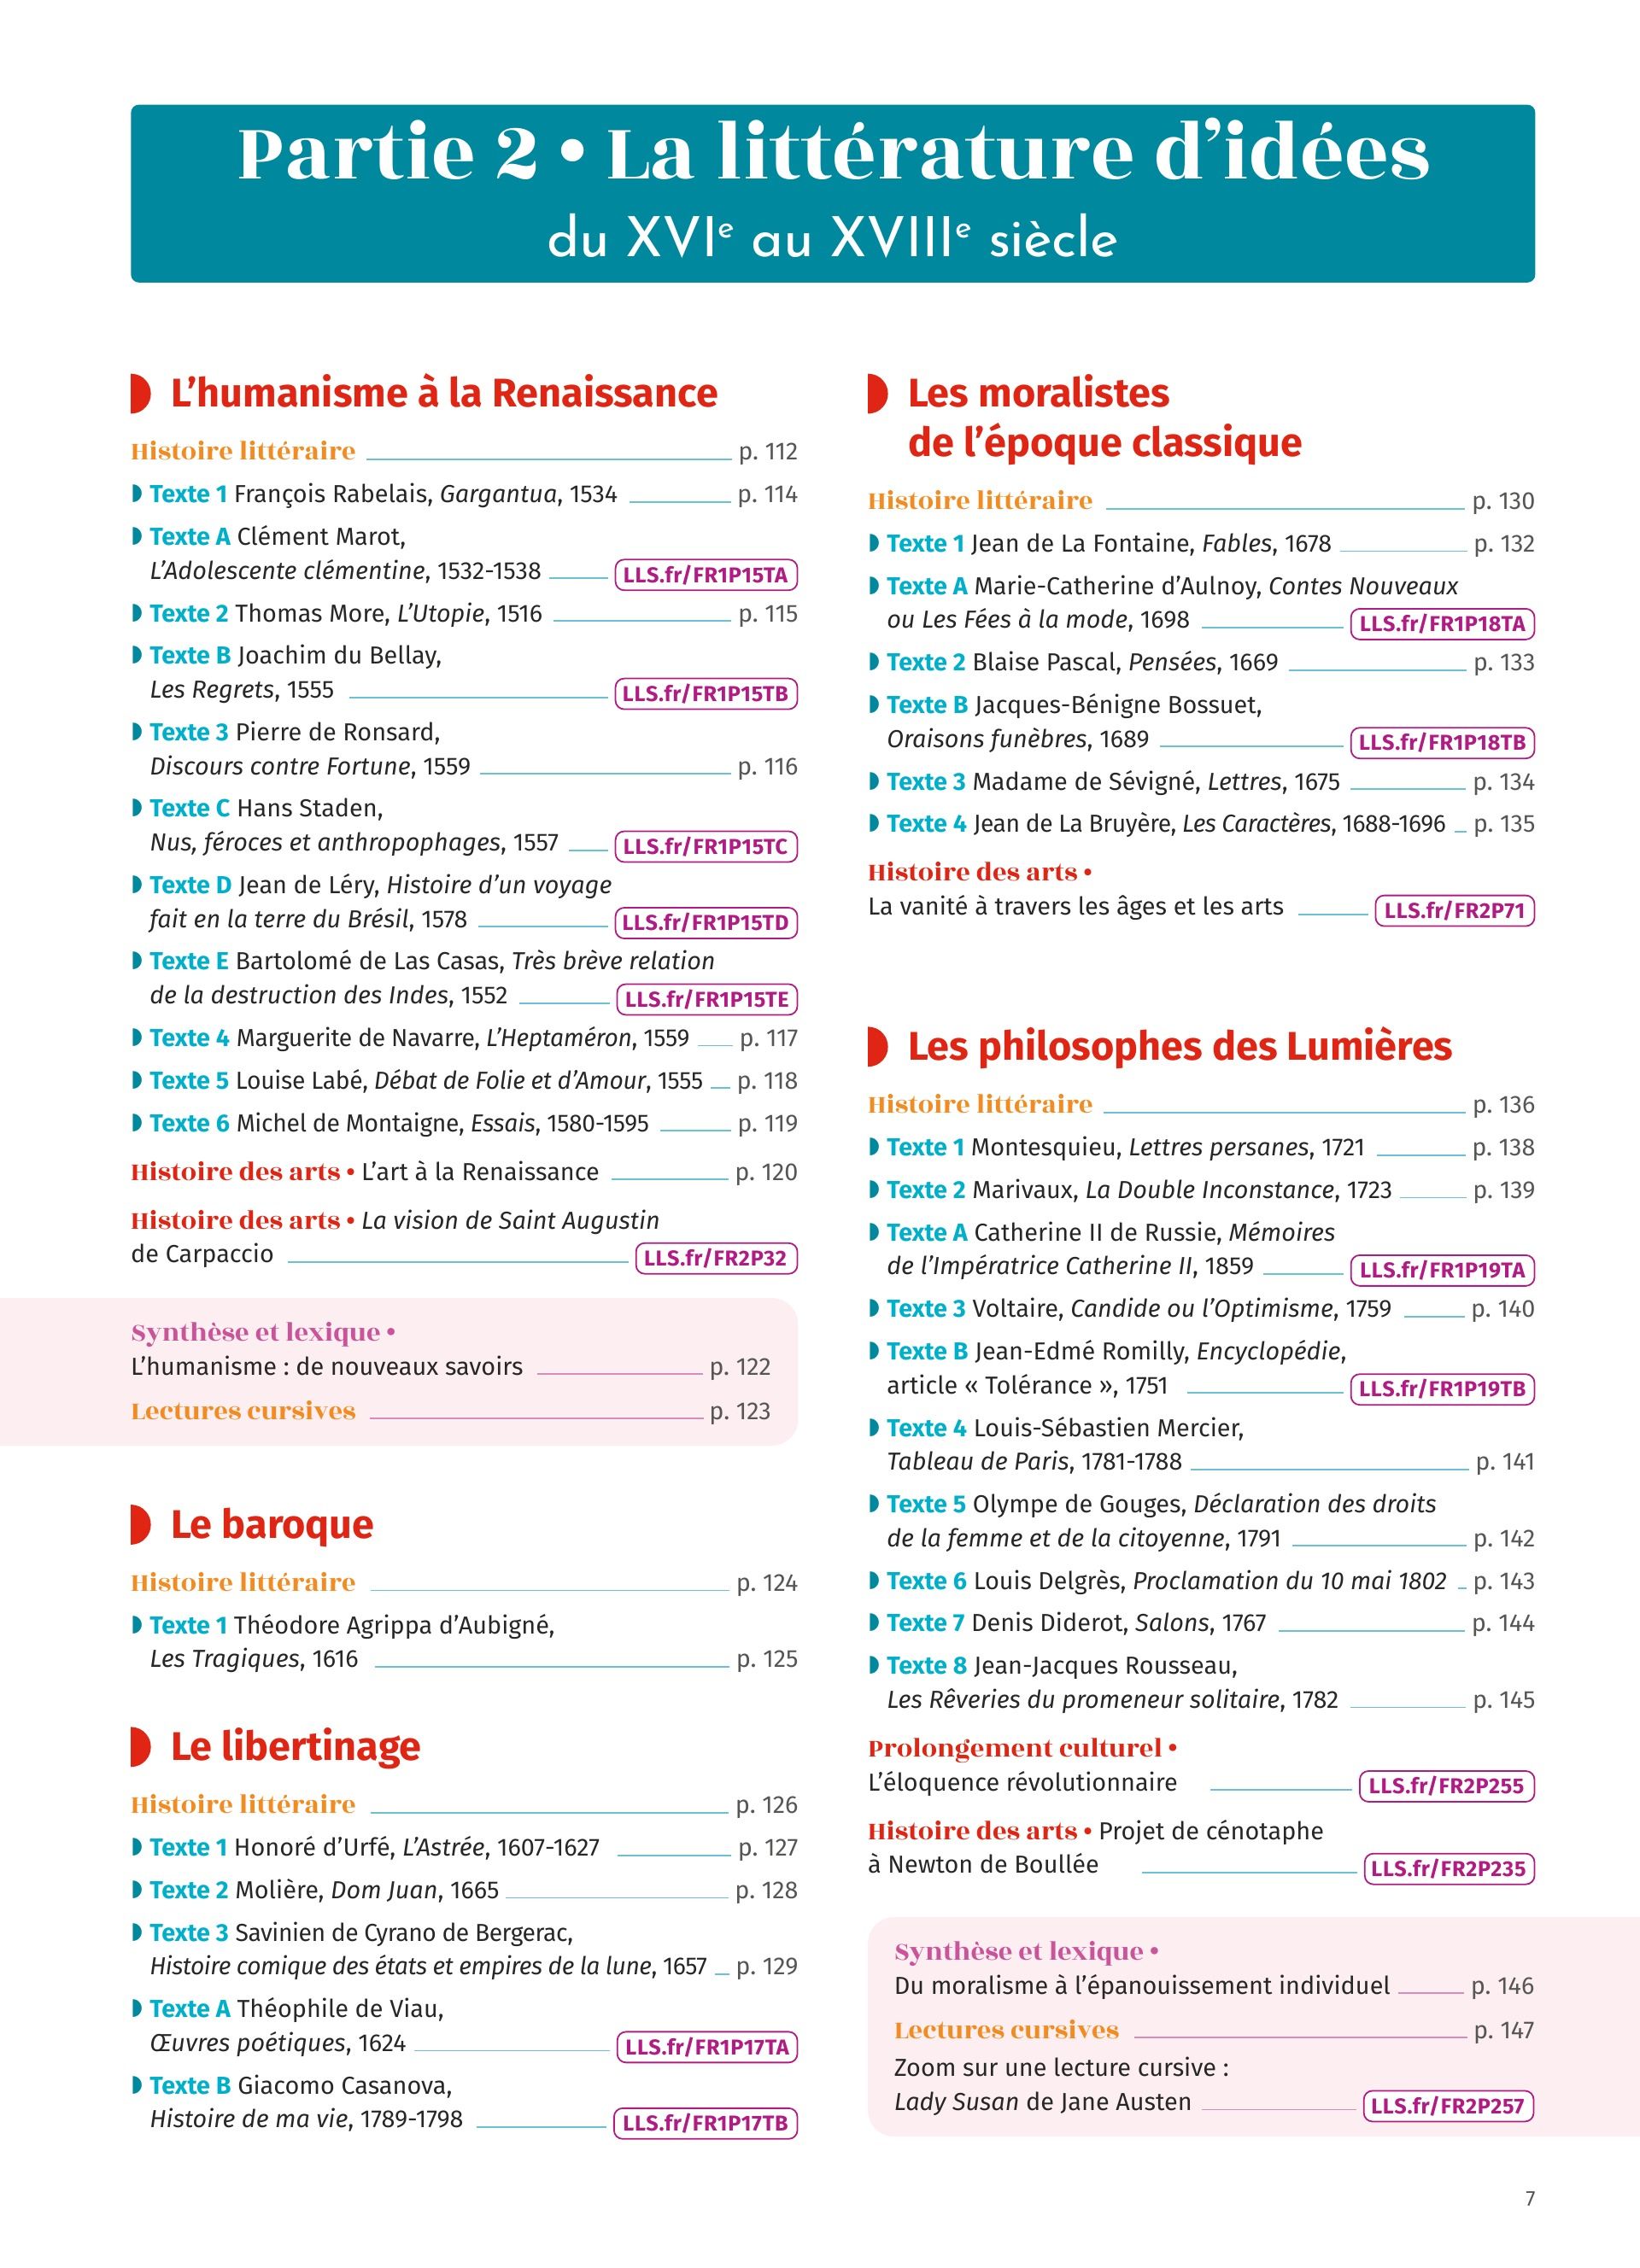 Partie 2 • La littérature d’idées
du XVIe au XVIIIe siècle
L’humanisme à la Renaissance
Histoire littéraire p. 112
Texte 1 François Rabelais, Gargantua, 1534 p. 114
Texte A Clément Marot,
L’Adolescente clémentine, 1532-1538 LLS.fr/FR1P15TA
Texte 2 Thomas More, L’Utopie, 1516 p. 115
Texte B Joachim du Bellay,
Les Regrets, 1555 LLS.fr/FR1P15TB
Texte 3 Pierre de Ronsard,
Discours contre Fortune, 1559 p. 116
Texte C Hans Staden,
Nus, féroces et anthropophages, 1557 LLS.fr/FR1P15TC
Texte D Jean de Léry, Histoire d’un voyage
fait en la terre du Brésil, 1578 LLS.fr/FR1P15TD
Texte E Bartolomé de Las Casas, Très brève relation
de la destruction des Indes, 1552 LLS.fr/FR1P15TE
Texte 4 Marguerite de Navarre, L’Heptaméron, 1559 p. 117
Texte 5 Louise Labé, Débat de Folie et d’Amour, 1555 p. 118
Texte 6 Michel de Montaigne, Essais, 1580-1595 p. 119
Histoire des arts • L’art à la Renaissance p. 120
Histoire des arts • La vision de Saint Augustin
de Carpaccio LLS.fr/FR2P32
Synthèse et lexique •
L’humanisme : de nouveaux savoirs p. 122
Lectures cursives p. 123
Le baroque
Histoire littéraire p. 124
Texte 1 Théodore Agrippa d’Aubigné,
Les Tragiques, 1616 p. 125
Le libertinage
Histoire littéraire p. 126
Texte 1 Honoré d’Urfé, L’Astrée, 1607-1627 p. 127
Texte 2 Molière, Dom Juan, 1665 p. 128
Texte 3 Savinien de Cyrano de Bergerac,
Histoire comique des états et empires de la lune, 1657 p. 129
Texte A Théophile de Viau,
Œuvres poétiques, 1624 LLS.fr/FR1P17TA
Texte B Giacomo Casanova,
Histoire de ma vie, 1789-1798 LLS.fr/FR1P17TB
Les moralistes
de l’époque classique
Histoire littéraire p. 130
Texte 1 Jean de La Fontaine, Fables, 1678 p. 132
Texte A Marie-Catherine d’Aulnoy, Contes Nouveaux
ou Les Fées à la mode, 1698 LLS.fr/FR1P18TA
Texte 2 Blaise Pascal, Pensées, 1669 p. 133
Texte B Jacques-Bénigne Bossuet,
Oraisons funèbres, 1689 LLS.fr/FR1P18TB
Texte 3 Madame de Sévigné, Lettres, 1675 p. 134
Texte 4 Jean de La Bruyère, Les Caractères, 1688-1696 p. 135
Histoire des arts •
La vanité à travers les âges et les arts LLS.fr/FR2P71
Les philosophes des Lumières
Histoire littéraire p. 136
Texte 1 Montesquieu, Lettres persanes, 1721 p. 138
Texte 2 Marivaux, La Double Inconstance, 1723 p. 139
Texte A Catherine II de Russie, Mémoires
de l’Impératrice Catherine II, 1859 LLS.fr/FR1P19TA
Texte 3 Voltaire, Candide ou l’Optimisme, 1759 p. 140
Texte B Jean-Edmé Romilly, Encyclopédie,
article « Tolérance », 1751 LLS.fr/FR1P19TB
Texte 4 Louis-Sébastien Mercier,
Tableau de Paris, 1781-1788 p. 141
Texte 5 Olympe de Gouges, Déclaration des droits
de la femme et de la citoyenne, 1791 p. 142
Texte 6 Louis Delgrès, Proclamation du 10 mai 1802 p. 143
Texte 7 Denis Diderot, Salons, 1767 p. 144
Texte 8 Jean-Jacques Rousseau,
Les Rêveries du promeneur solitaire, 1782 p. 145
Prolongement culturel •
L’éloquence révolutionnaire LLS.fr/FR2P255
Histoire des arts • Projet de cénotaphe
à Newton de Boullée LLS.fr/FR2P235
Synthèse et lexique •
Du moralisme à l’épanouissement individuel p. 146
Lectures cursives p. 147
Zoom sur une lecture cursive :
Lady Susan de Jane Austen LLS.fr/FR2P257
7